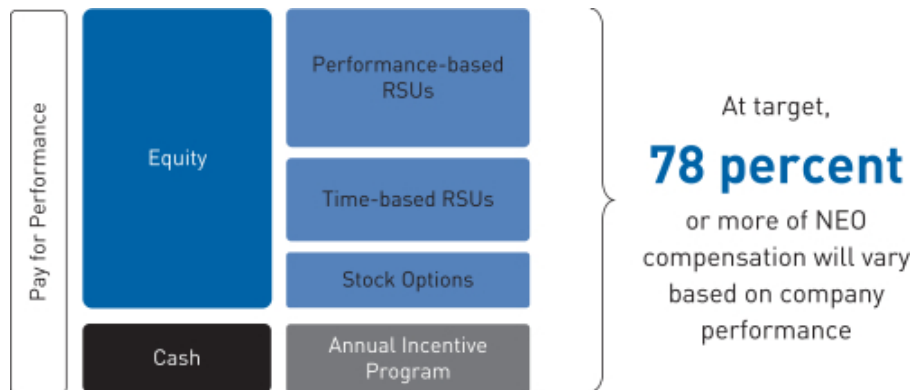 Pay for Performance
Equity
Performance-based
RSUs
Time-based RSUs
Stock Options
Cash
Annual Incentive
Program
At target,
78 percent
or more of NEO
compensation will vary
based on company
performance